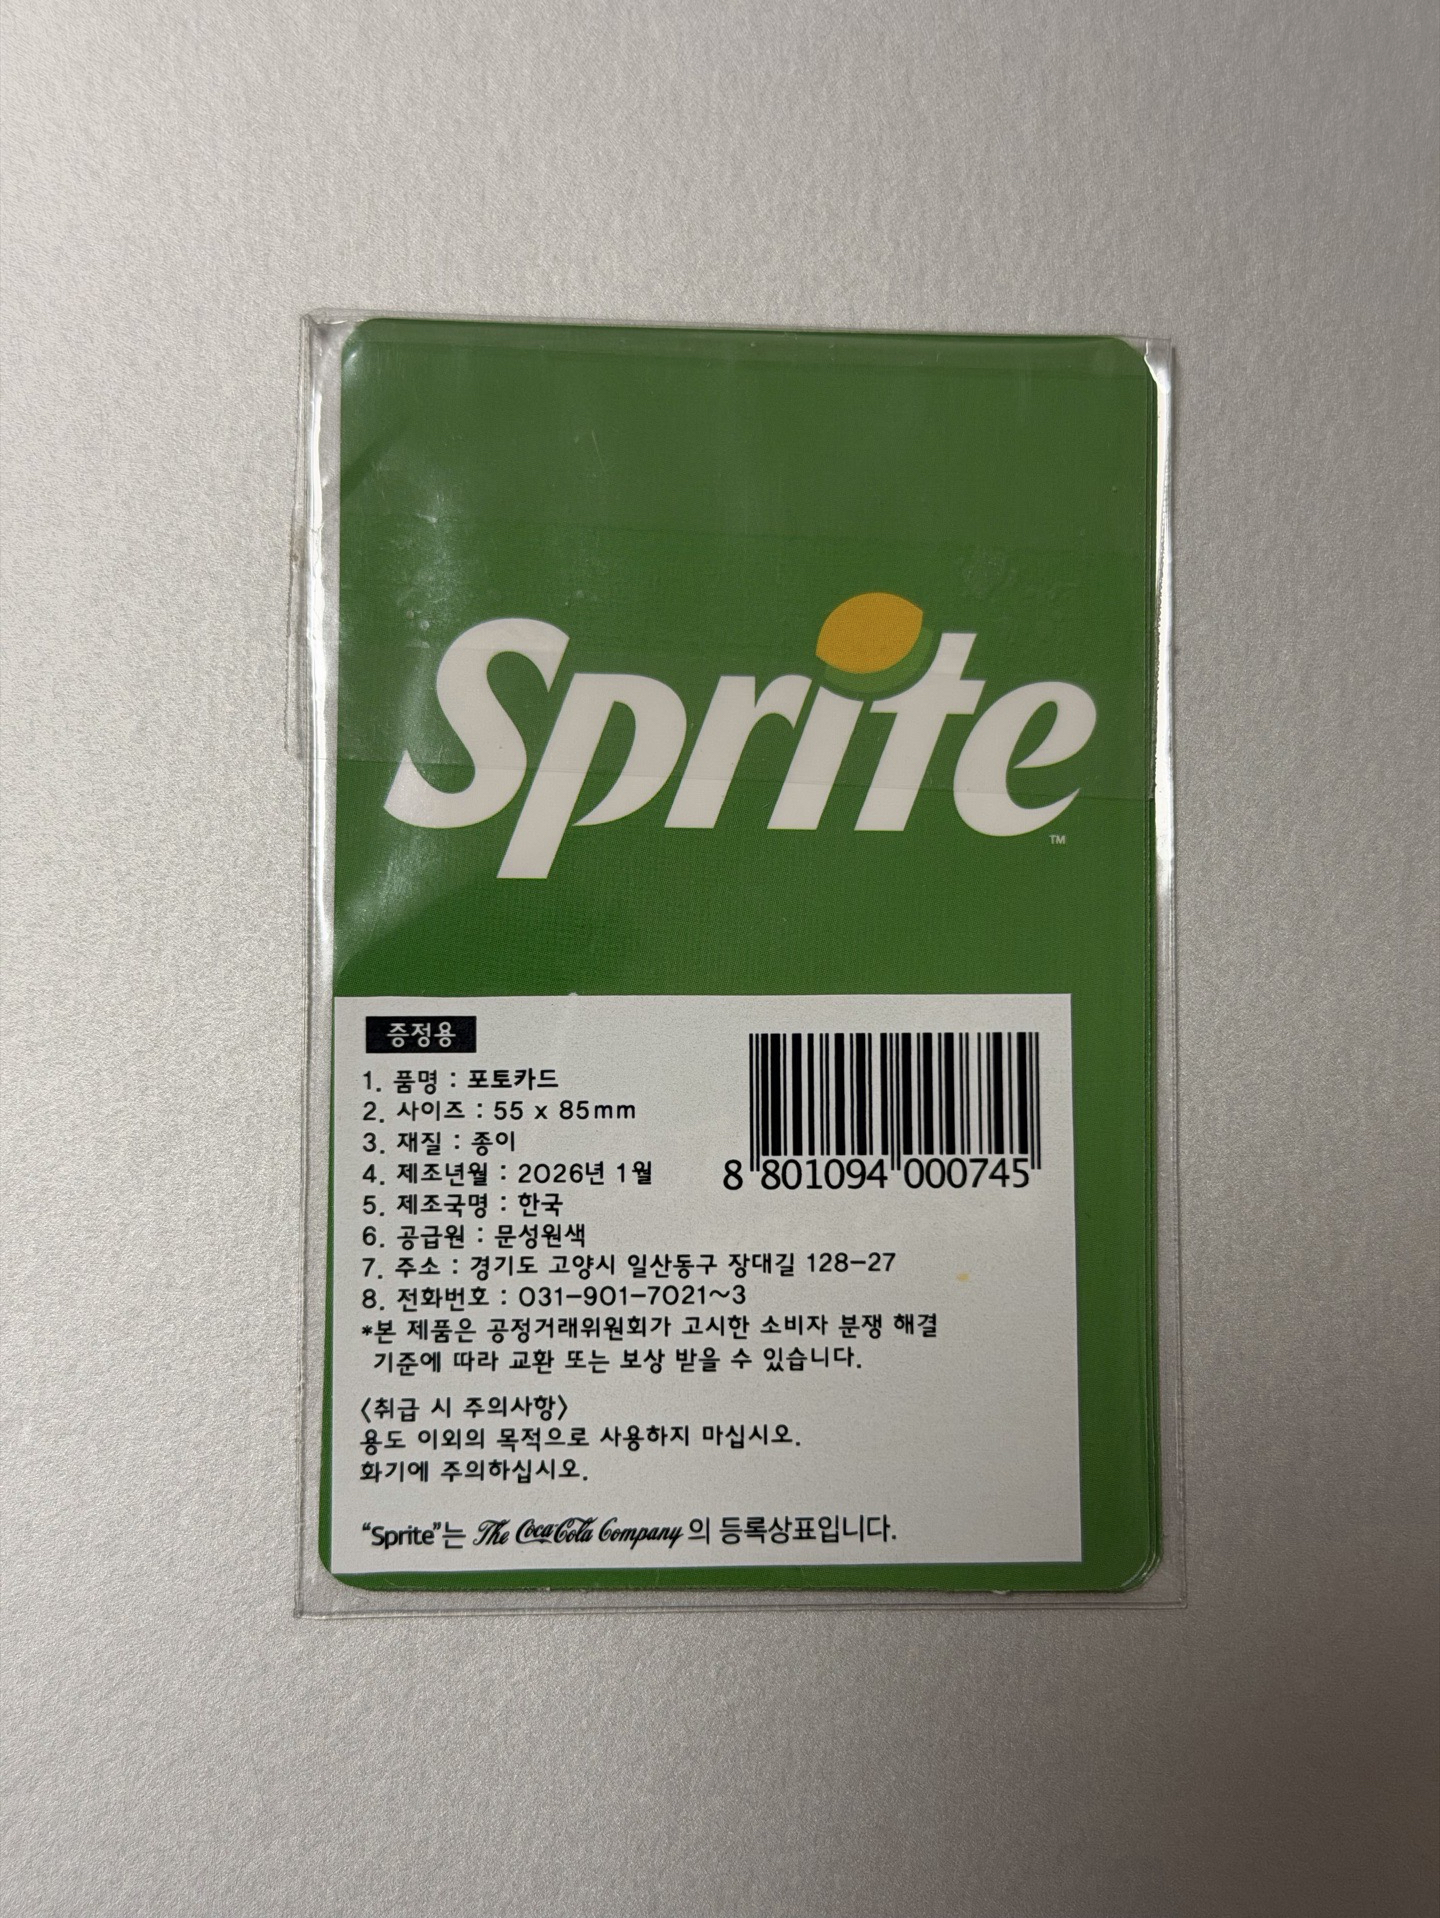 Sprite
TM
증정용
1. 품명 : 포토카드
2. 사이즈 : 55 x 85mm
3. 재질 : 종이
4. 제조년월 : 2026년 1월
5. 제조국명 : 한국
6. 공급원 : 문성원색
7. 주소 : 경기도 고양시 일산동구 장대길 128-27
8. 전화번호 : 031-901-7021~3
*본 제품은 공정거래위원회가 고시한 소비자 분쟁 해결
기준에 따라 교환 또는 보상 받을 수 있습니다.
8 801094 000745
〈취급 시 주의사항〉
용도 이외의 목적으로 사용하지 마십시오.
화기에 주의하십시오.
“Sprite”는 The Coca-Cola Company 의 등록상표입니다.